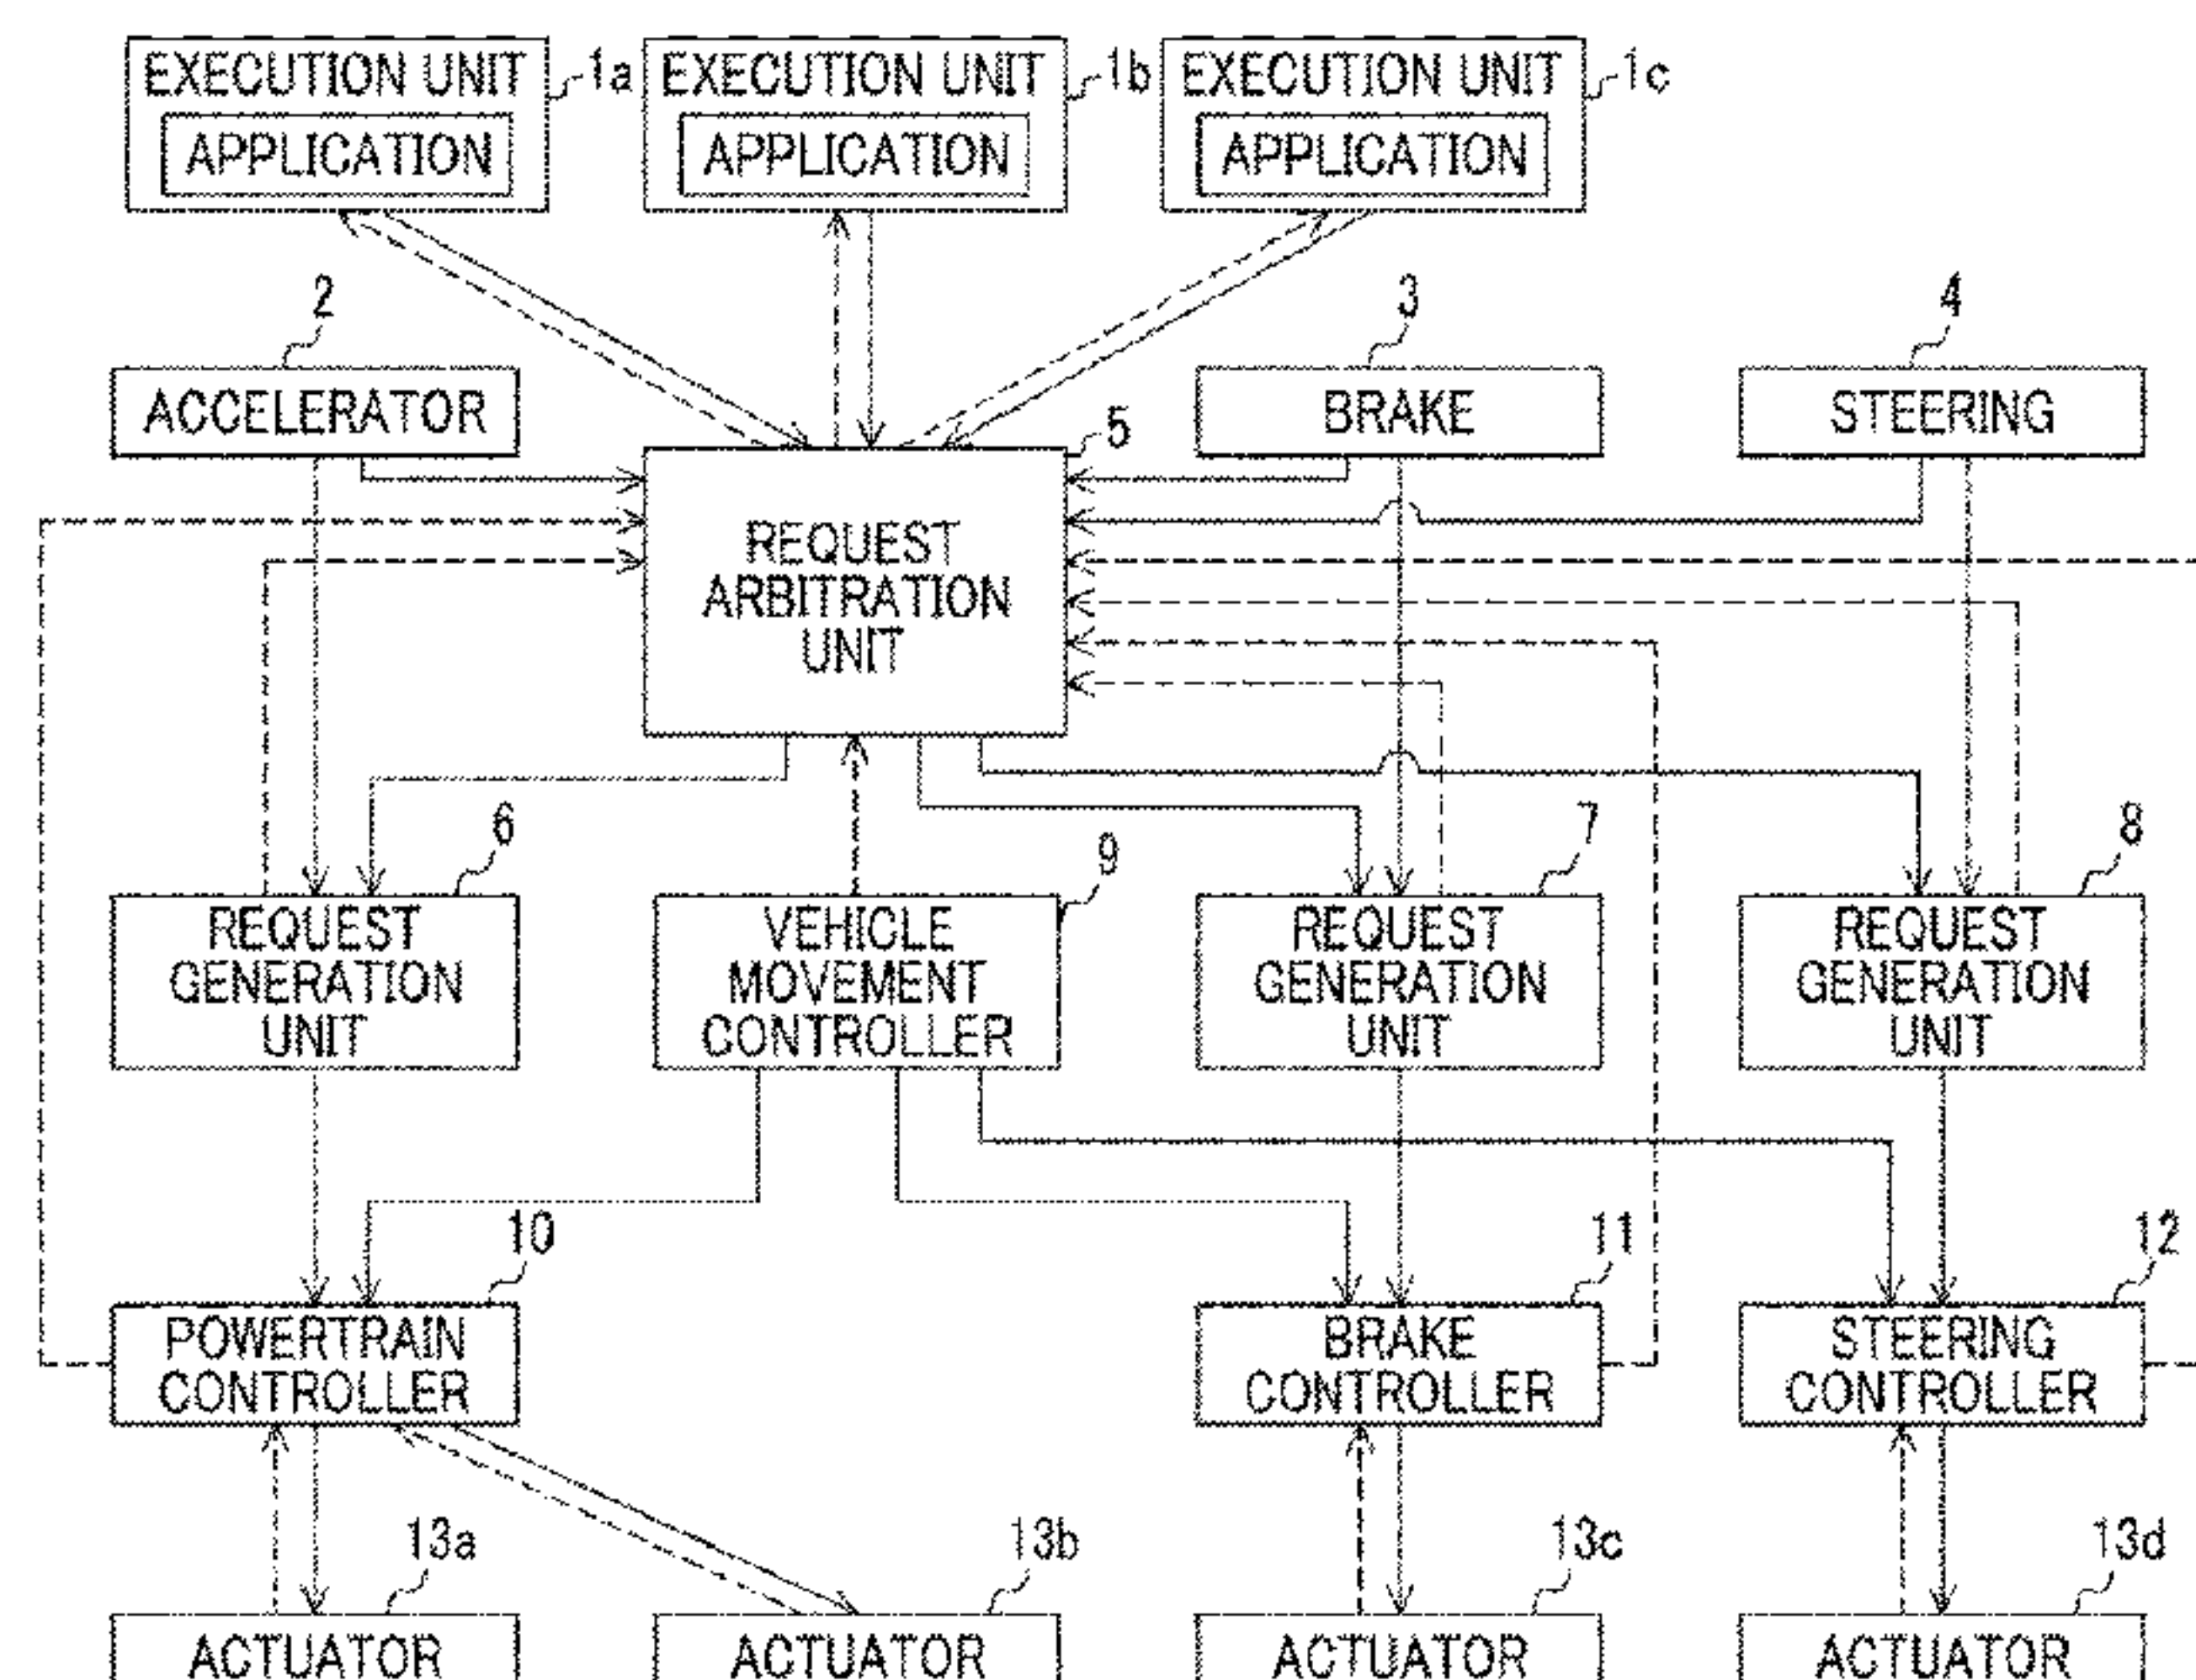 EXECUTION UNIT
APPLICATION
1a
EXECUTION UNIT
APPLICATION
1b
EXECUTION UNIT
APPLICATION
1c
2
ACCELERATOR
3
BRAKE
4
STEERING
5
REQUEST
ARBITRATION
UNIT
6
REQUEST
GENERATION
UNIT
9
VEHICLE
MOVEMENT
CONTROLLER
7
REQUEST
GENERATION
UNIT
8
REQUEST
GENERATION
UNIT
10
POWERTRAIN
CONTROLLER
11
BRAKE
CONTROLLER
12
STEERING
CONTROLLER
13a
ACTUATOR
13b
ACTUATOR
13c
ACTUATOR
13d
ACTUATOR